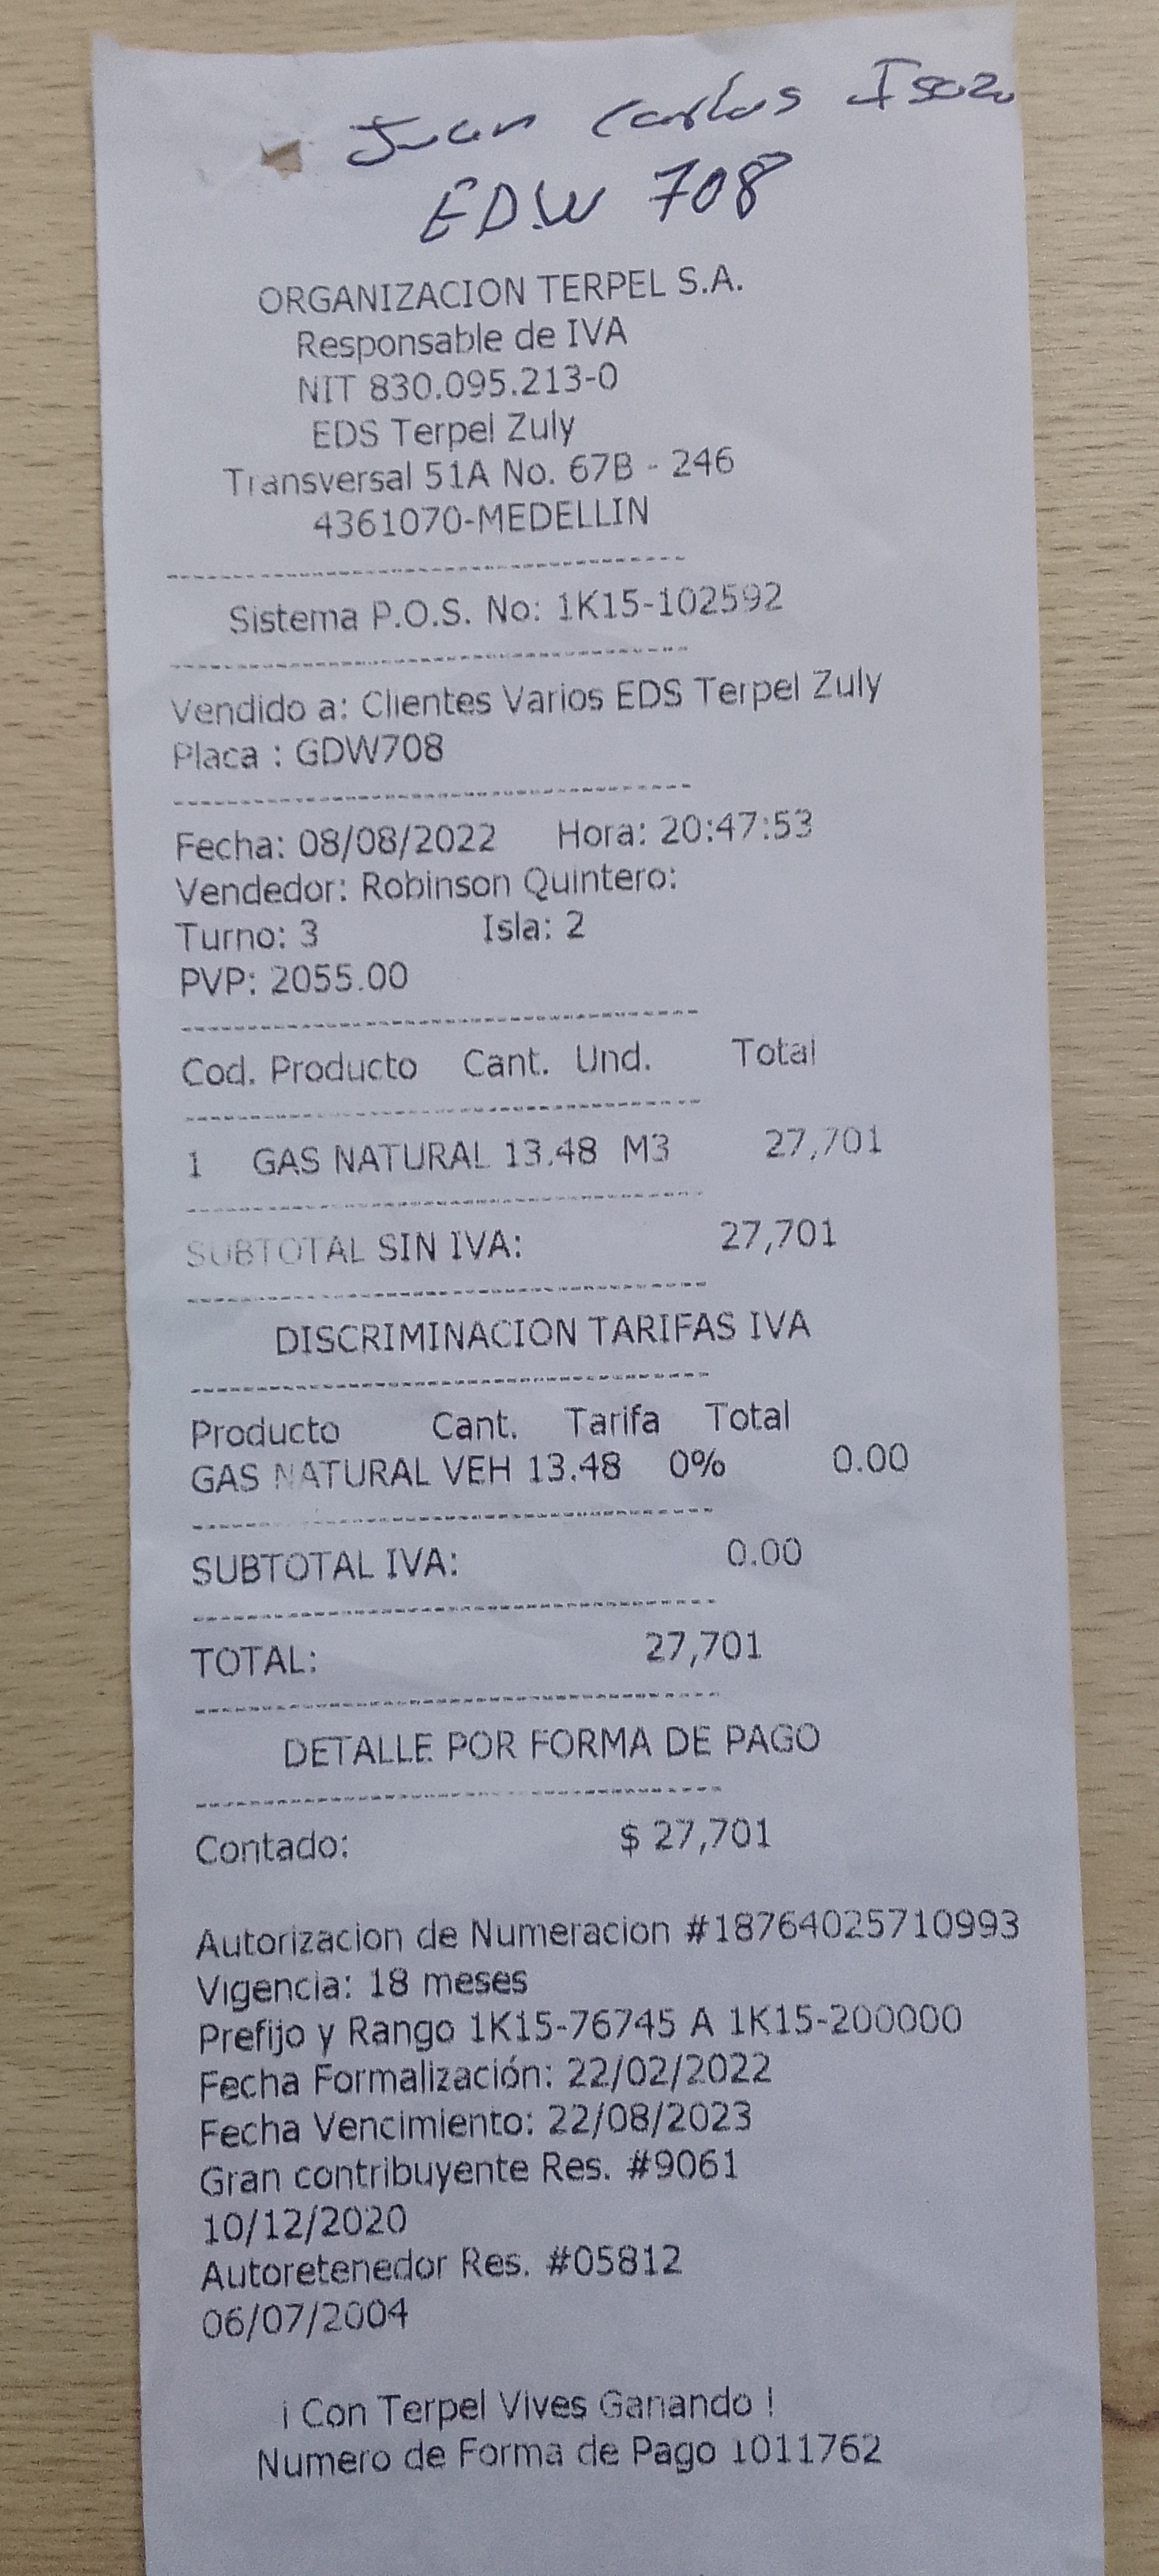 Juan Carlos Isaza
EDW 708
ORGANIZACION TERPEL S.A.
Responsable de IVA
NIT 830.095.213-0
EDS Terpel Zuly
Transversal 51A No. 67B - 246
4361070-MEDELLIN
Sistema P.O.S. No: 1K15-102592
Vendido a: Clientes Varios EDS Terpel Zuly
Placa : GDW708
Fecha: 08/08/2022 Hora: 20:47:53
Vendedor: Robinson Quintero:
Turno: 3 Isla: 2
PVP: 2055.00
Cod. Producto Cant. Und. Total
1 GAS NATURAL 13.48 M3 27,701
SUBTOTAL SIN IVA: 27,701
DISCRIMINACION TARIFAS IVA
Producto Cant. Tarifa Total
GAS NATURAL VEH 13.48 0% 0.00
SUBTOTAL IVA: 0.00
TOTAL: 27,701
DETALLE POR FORMA DE PAGO
Contado: $ 27,701
Autorizacion de Numeracion #18764025710993
Vigencia: 18 meses
Prefijo y Rango 1K15-76745 A 1K15-200000
Fecha Formalización: 22/02/2022
Fecha Vencimiento: 22/08/2023
Gran contribuyente Res. #9061
10/12/2020
Autoretenedor Res. #05812
06/07/2004
¡ Con Terpel Vives Ganando !
Numero de Forma de Pago 1011762